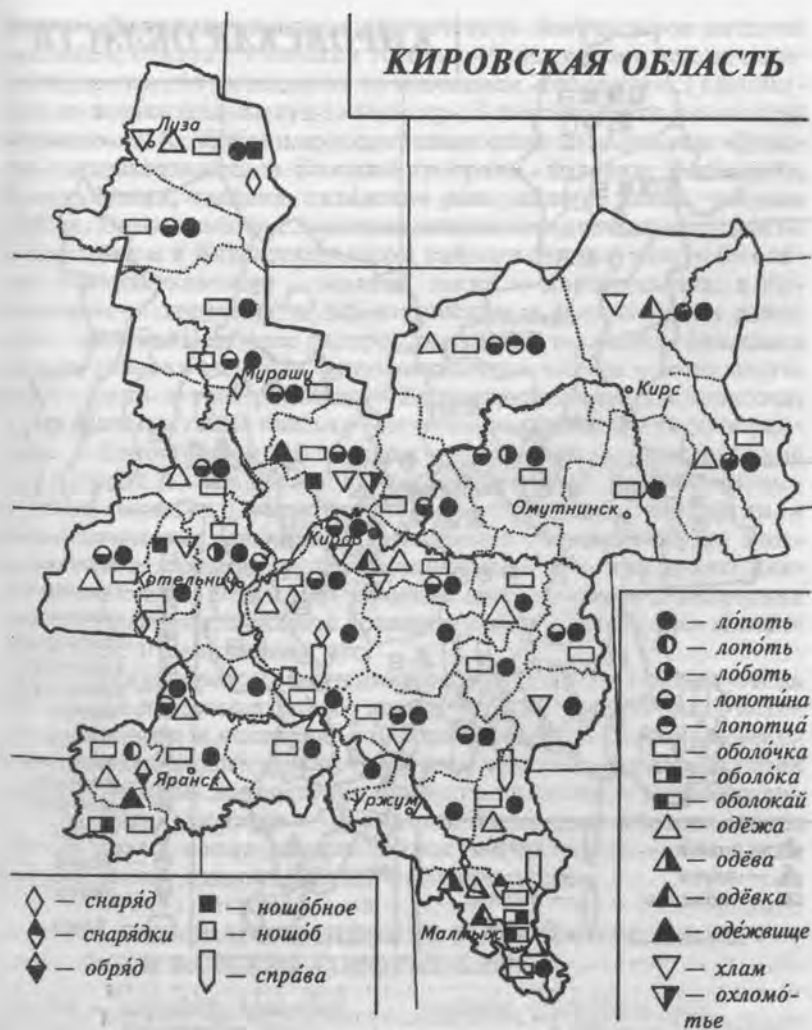 КИРОВСКАЯ ОБЛАСТЬ
Луза
Мураши
Кирс
Омутнинск
Киров
Котельнич
Яранск
Уржум
Малмыж
— ло́поть
— лопо́ть
— ло́боть
— лопоти́на
— лопотца́
— оболо́чка
— оболо́ка
— оболока́й
— одёжа
— одёва
— одёвка
— оде́жвище
— хлам
— охломо́-
тье
— снаря́д
— снаря́дки
— обря́д
— ношо́бное
— ношо́б
— спра́ва